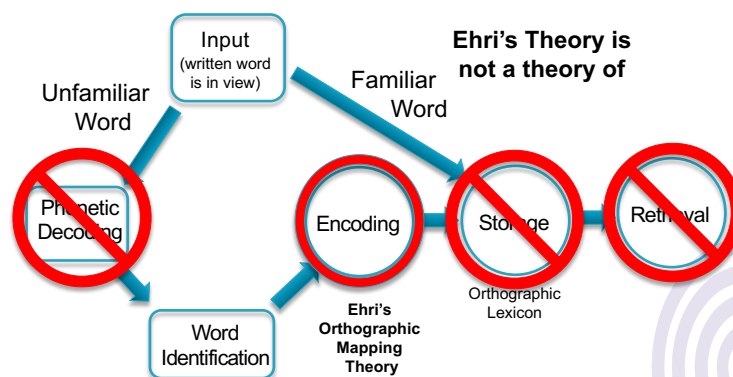 Input
(written word
is in view)
Ehri's Theory is
not a theory of
Unfamiliar
Word
Familiar
Word
Phonetic
Decoding
Encoding
Storage
Retrieval
Ehri's
Orthographic
Mapping
Theory
Orthographic
Lexicon
Word
Identification